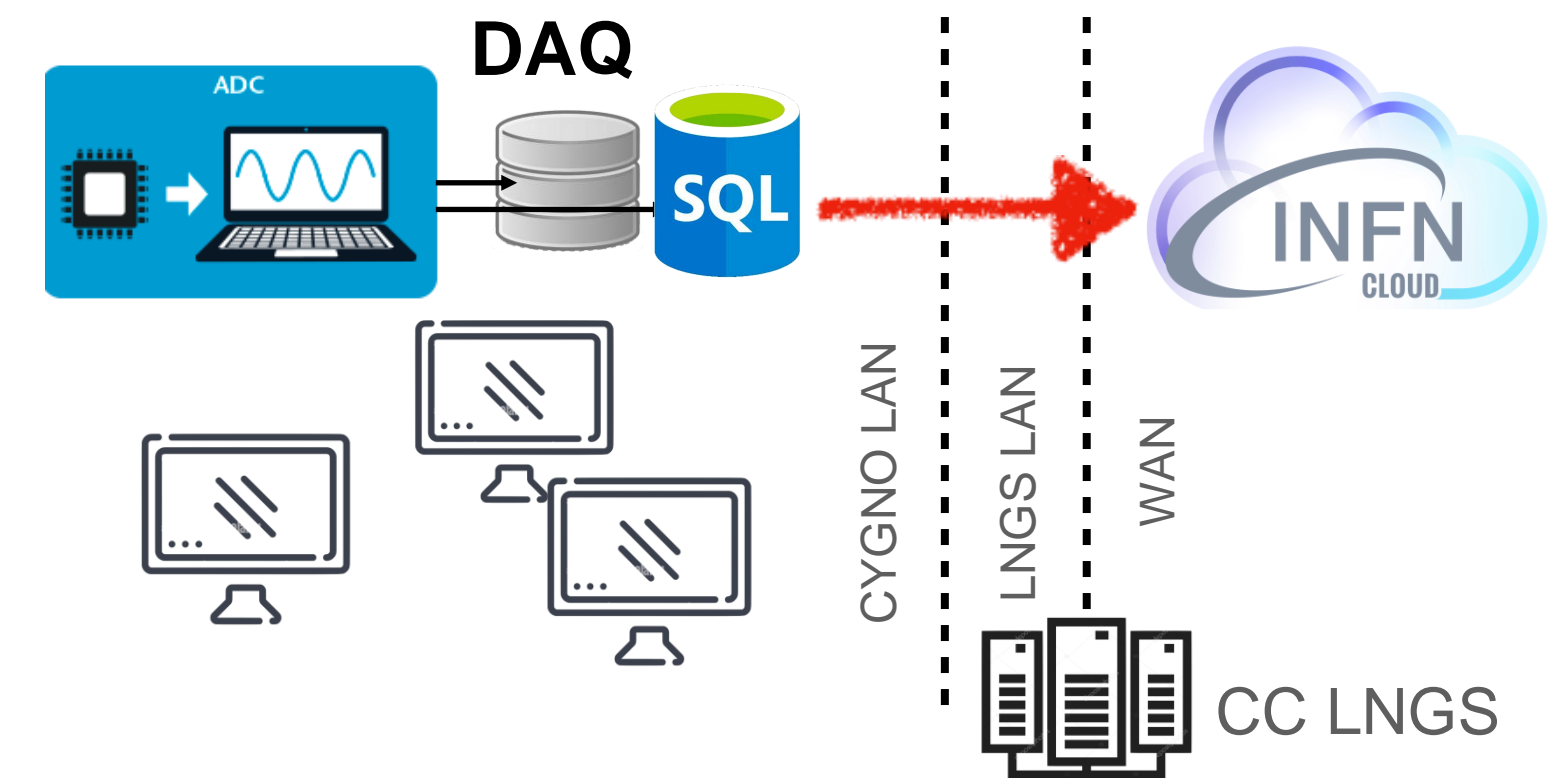 DAQ
ADC
SQL
INFN
CLOUD
CYGNO LAN
LNGS LAN
WAN
CC LNGS